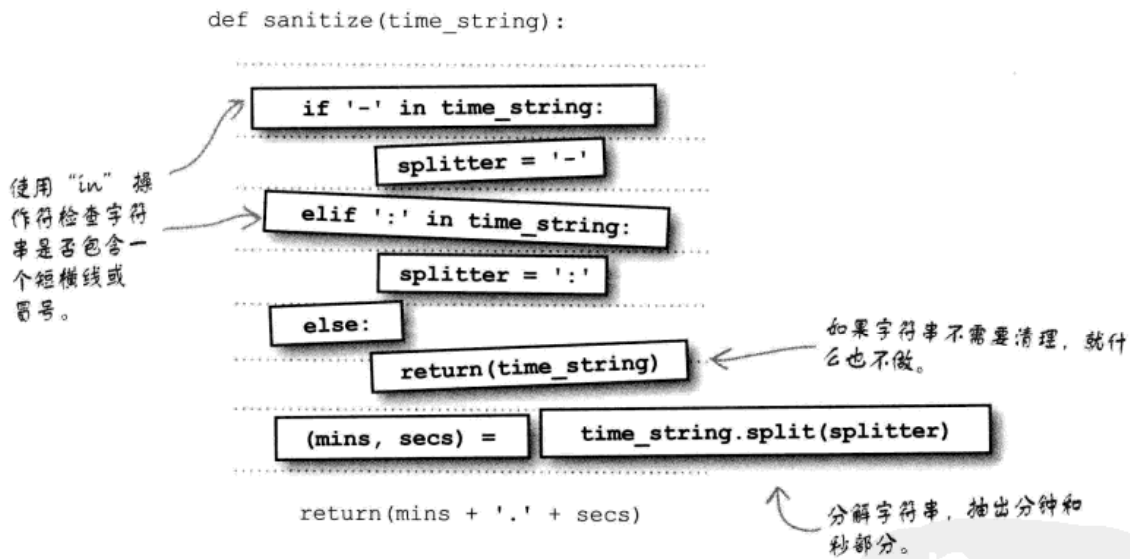 def sanitize(time_string):
if '-' in time_string:
splitter = '-'
使用“in”操
作符检查字符
串是否包含一
个短横线或
冒号。
elif ':' in time_string:
splitter = ':'
else:
return(time_string)
如果字符串不需要清理，就什
么也不做。
(mins, secs) = time_string.split(splitter)
return(mins + '.' + secs)
分解字符串，抽出分钟和
秒部分。